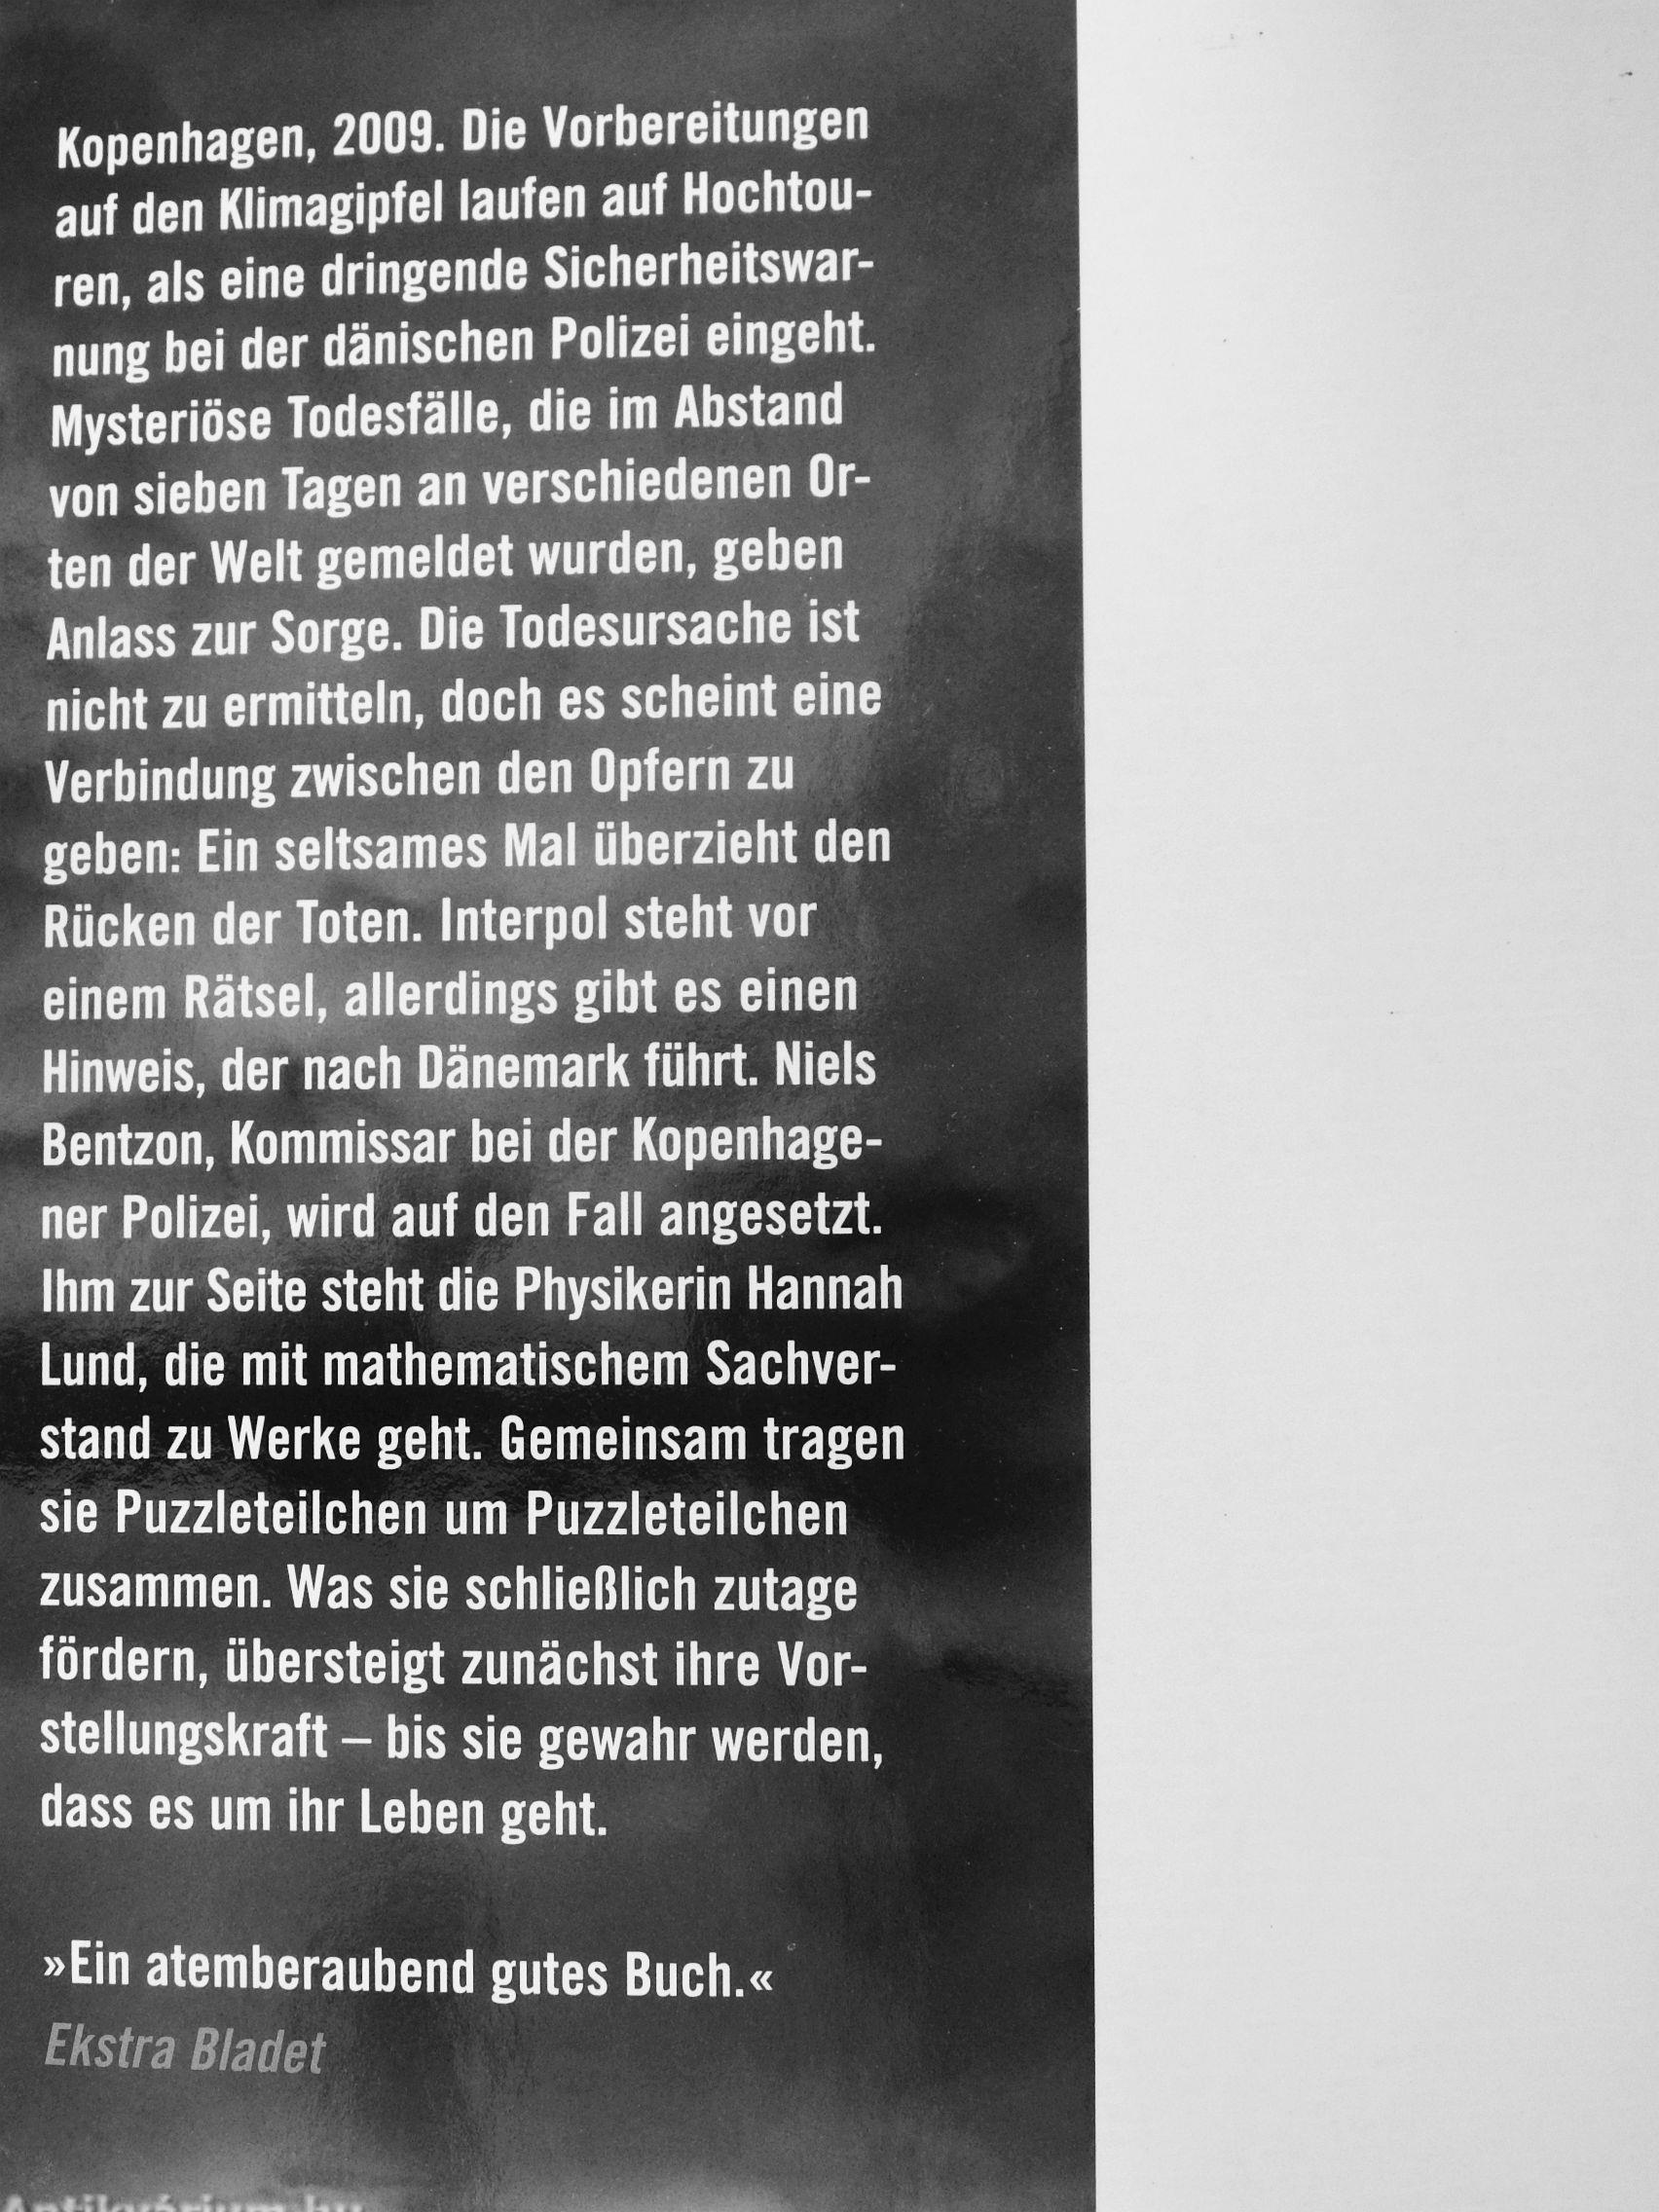 Kopenhagen, 2009. Die Vorbereitungen
auf den Klimagipfel laufen auf Hochtou-
ren, als eine dringende Sicherheitswar-
nung bei der dänischen Polizei eingeht.
Mysteriöse Todesfälle, die im Abstand
von sieben Tagen an verschiedenen Or-
ten der Welt gemeldet wurden, geben
Anlass zur Sorge. Die Todesursache ist
nicht zu ermitteln, doch es scheint eine
Verbindung zwischen den Opfern zu
geben: Ein seltsames Mal überzieht den
Rücken der Toten. Interpol steht vor
einem Rätsel, allerdings gibt es einen
Hinweis, der nach Dänemark führt. Niels
Bentzon, Kommissar bei der Kopenhage-
ner Polizei, wird auf den Fall angesetzt.
Ihm zur Seite steht die Physikerin Hannah
Lund, die mit mathematischem Sachver-
stand zu Werke geht. Gemeinsam tragen
sie Puzzleteilchen um Puzzleteilchen
zusammen. Was sie schließlich zutage
fördern, übersteigt zunächst ihre Vor-
stellungskraft – bis sie gewahr werden,
dass es um ihr Leben geht.
»Ein atemberaubend gutes Buch.«
Ekstra Bladet